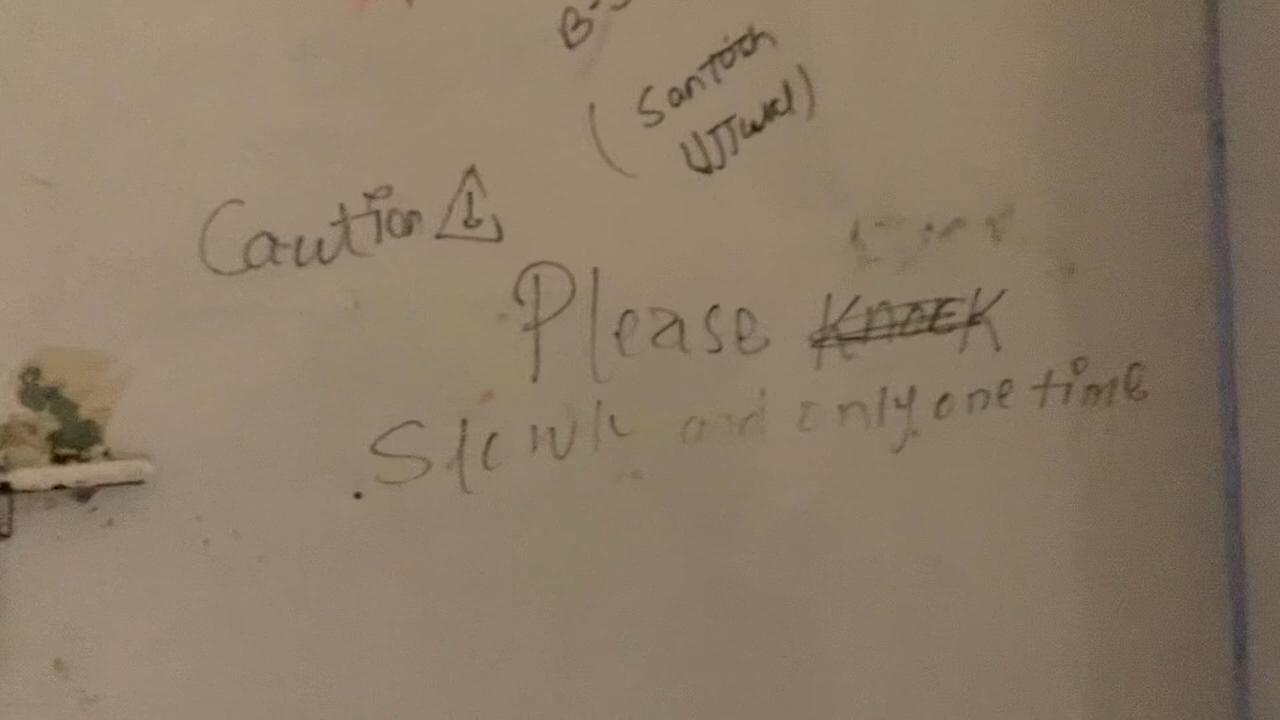 (Santosh
Ujjwal)
Caution
Please Knock
Slowly and only one time